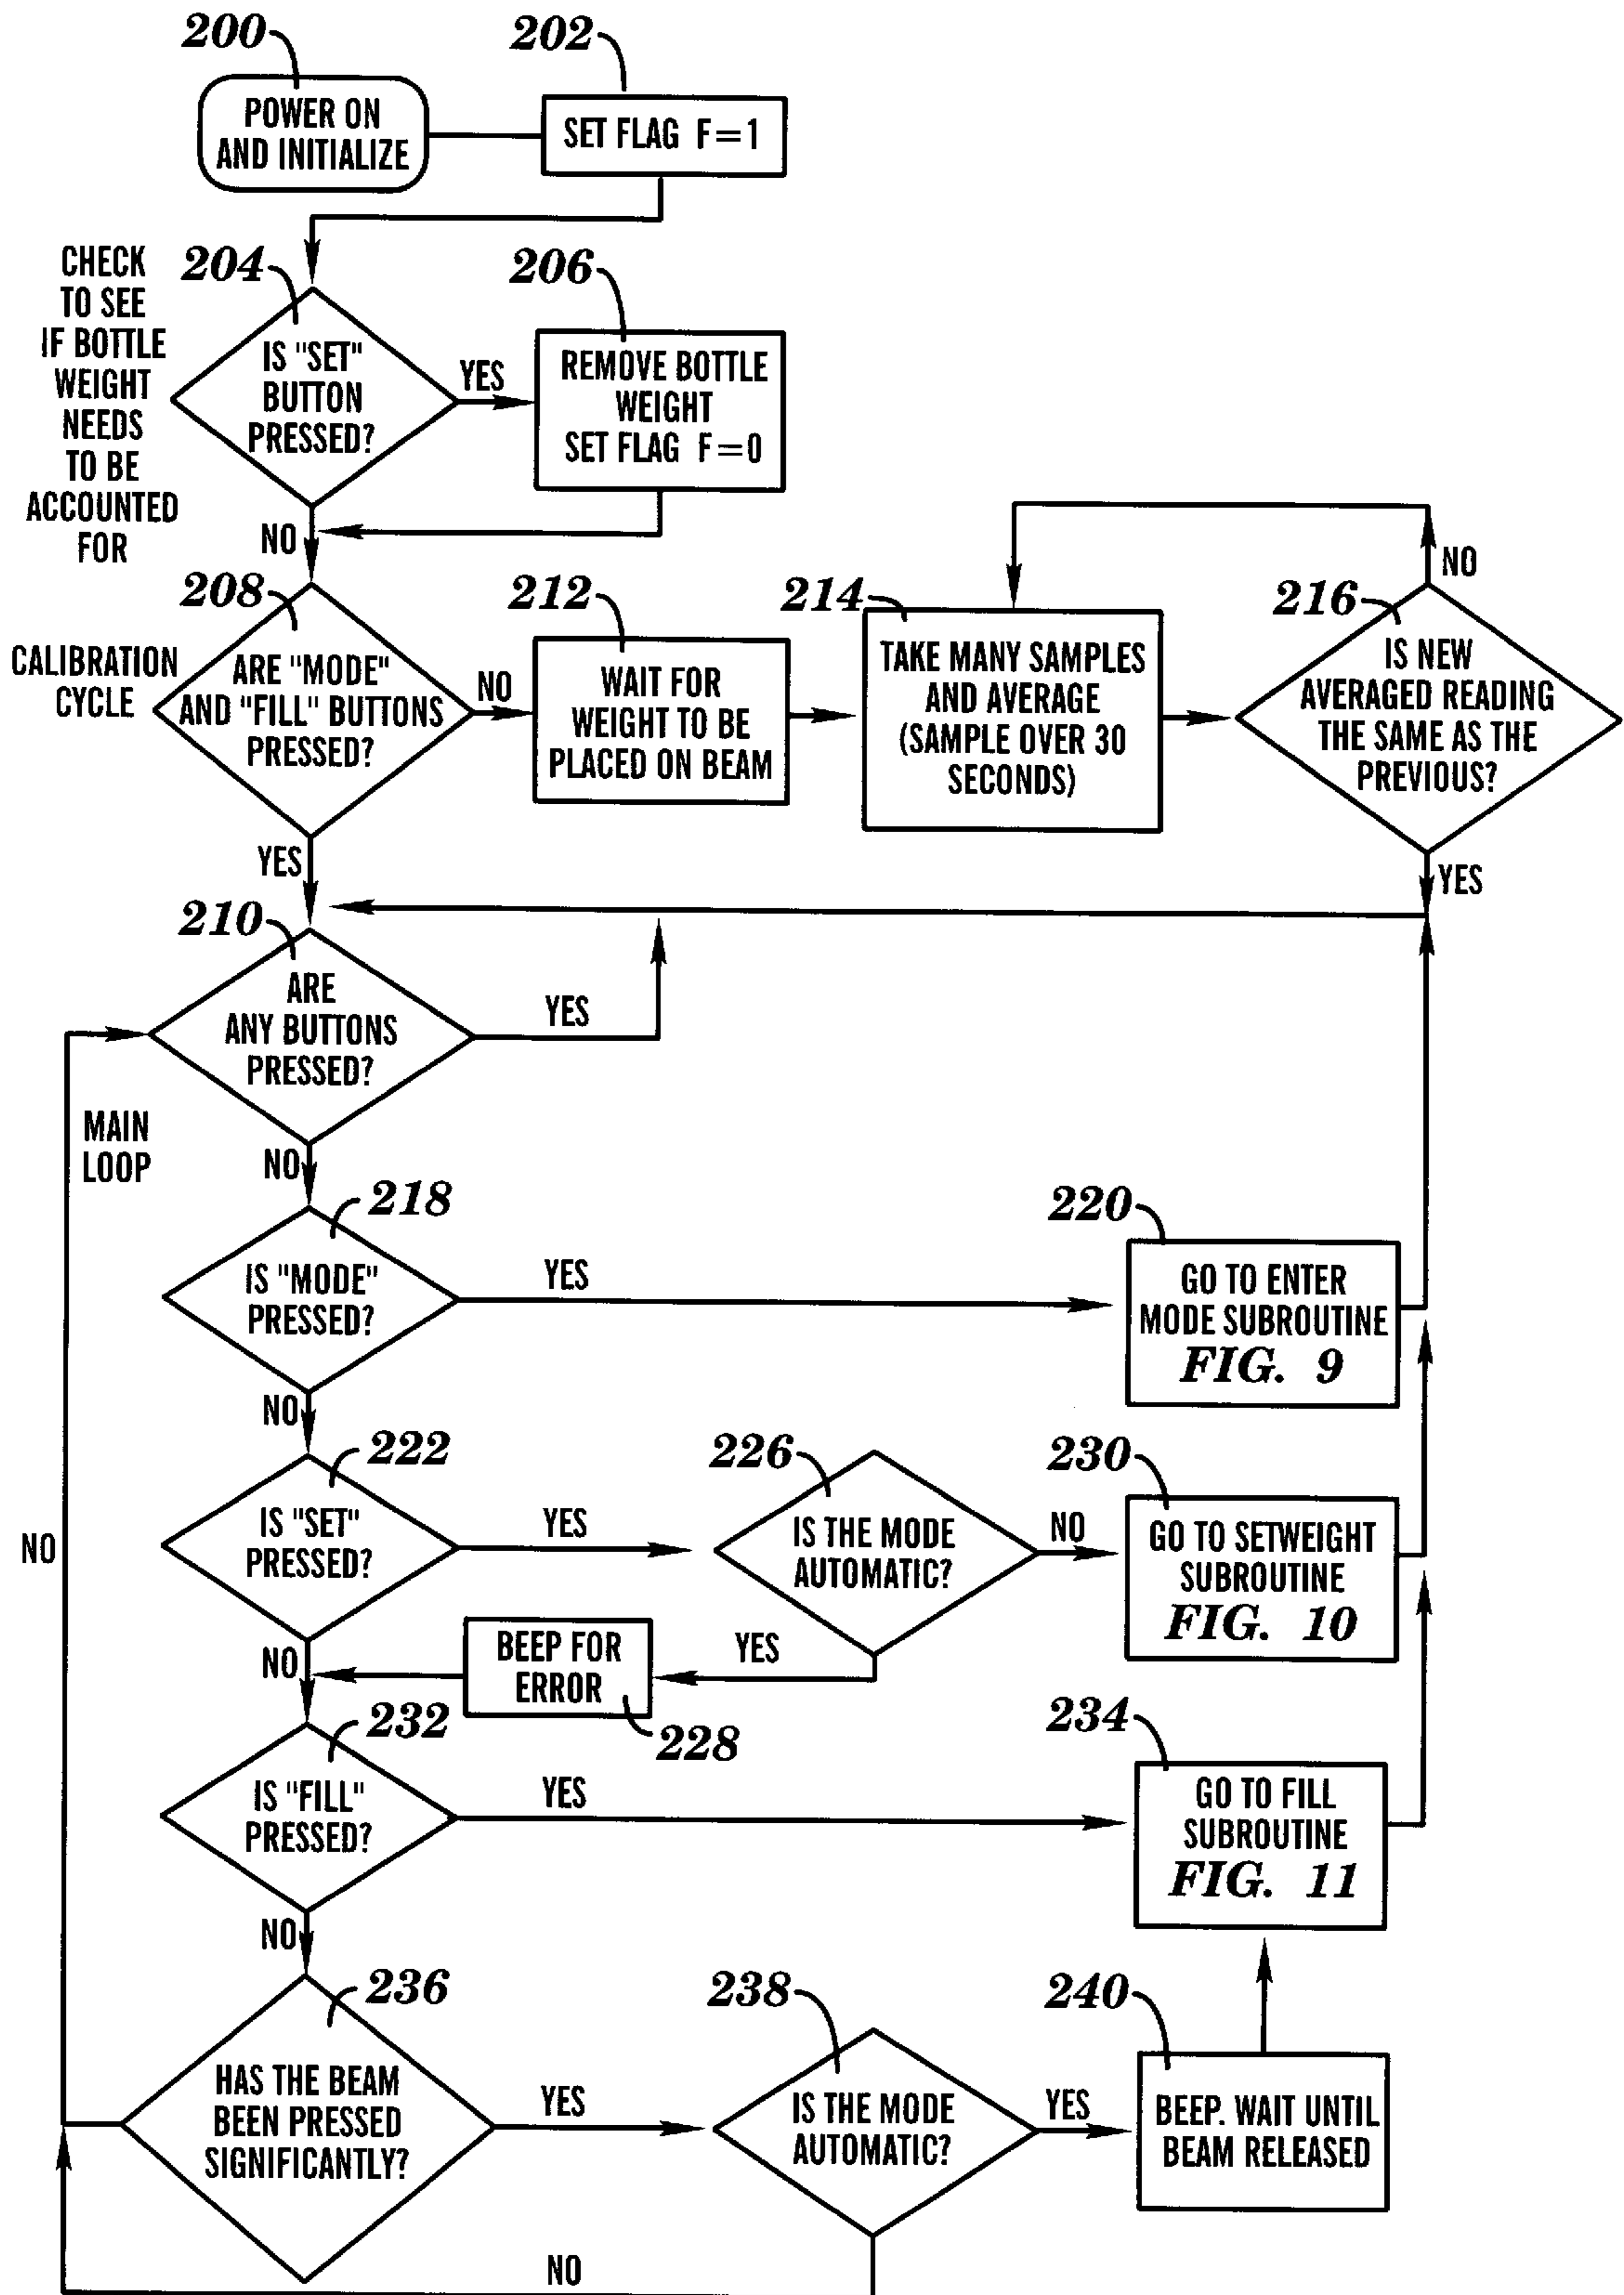 200
202
POWER ON
AND INITIALIZE
SET FLAG F=1
CHECK
TO SEE
IF BOTTLE
WEIGHT
NEEDS
TO BE
ACCOUNTED
FOR
204
206
IS "SET"
BUTTON
PRESSED?
YES
REMOVE BOTTLE
WEIGHT
SET FLAG F=0
NO
CALIBRATION
CYCLE
208
ARE "MODE"
AND "FILL" BUTTONS
PRESSED?
NO
212
WAIT FOR
WEIGHT TO BE
PLACED ON BEAM
214
TAKE MANY SAMPLES
AND AVERAGE
(SAMPLE OVER 30
SECONDS)
NO
216
IS NEW
AVERAGED READING
THE SAME AS THE
PREVIOUS?
YES
YES
210
ARE
ANY BUTTONS
PRESSED?
YES
MAIN
LOOP
NO
218
IS "MODE"
PRESSED?
YES
220
GO TO ENTER
MODE SUBROUTINE
FIG. 9
NO
222
IS "SET"
PRESSED?
YES
226
IS THE MODE
AUTOMATIC?
NO
230
GO TO SETWEIGHT
SUBROUTINE
FIG. 10
NO
NO
BEEP FOR
ERROR
YES
228
232
IS "FILL"
PRESSED?
YES
234
GO TO FILL
SUBROUTINE
FIG. 11
NO
236
HAS THE BEAM
BEEN PRESSED
SIGNIFICANTLY?
YES
238
IS THE MODE
AUTOMATIC?
YES
240
BEEP. WAIT UNTIL
BEAM RELEASED
NO